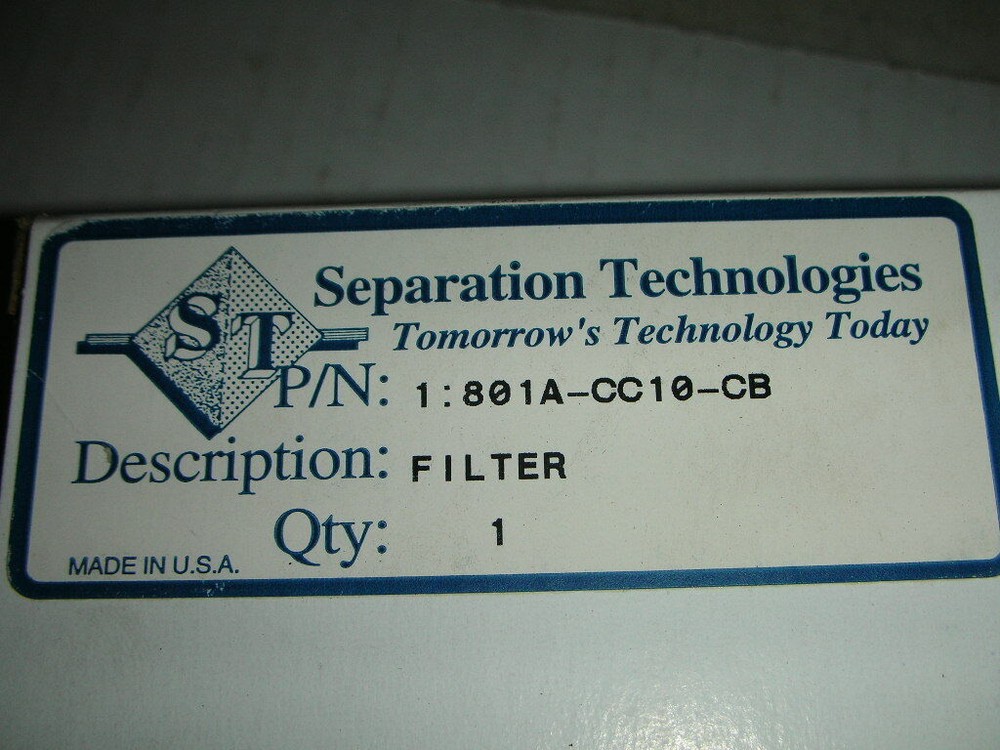 ST
Separation Technologies
Tomorrow's Technology Today
P/N: 1:801A-CC10-CB
Description: FILTER
Qty: 1
MADE IN U.S.A.